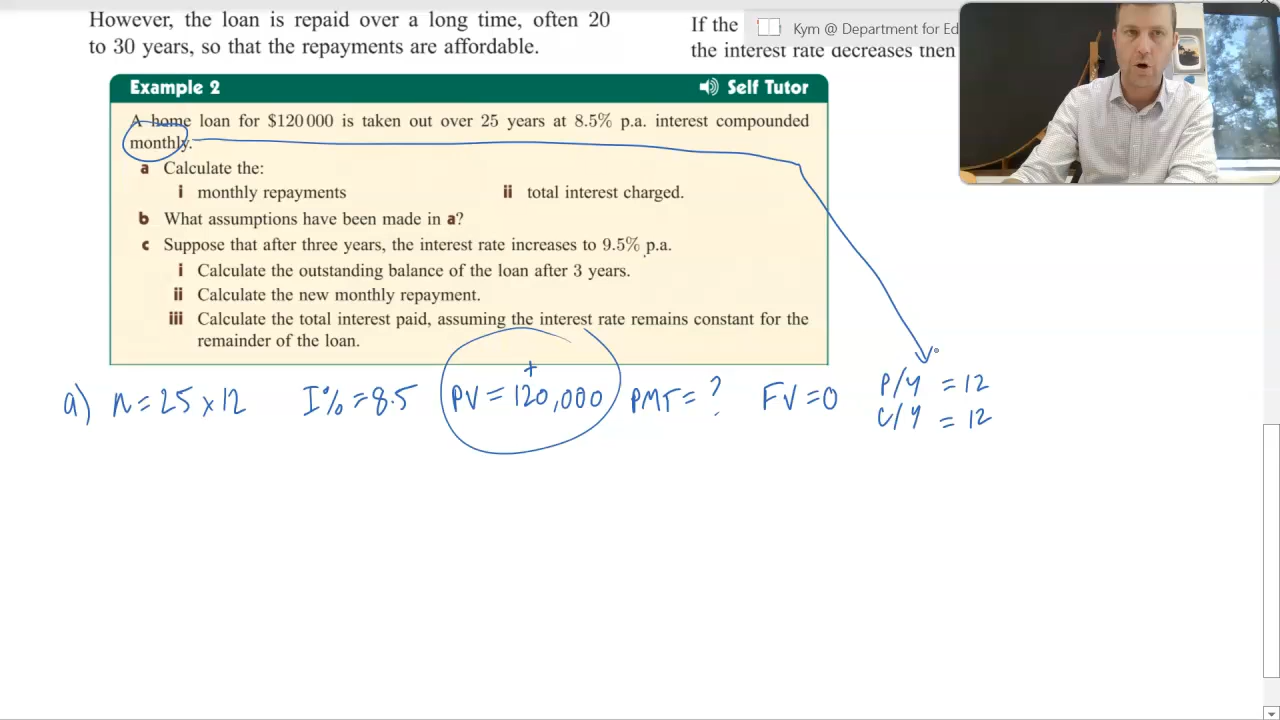 However, the loan is repaid over a long time, often 20
to 30 years, so that the repayments are affordable.
If the
Kym @ Department for Ed
the interest rate decreases then
Example 2
Self Tutor
A home loan for $120 000 is taken out over 25 years at 8.5% p.a. interest compounded
monthly.
a Calculate the:
i monthly repayments
ii total interest charged.
b What assumptions have been made in a?
c Suppose that after three years, the interest rate increases to 9.5% p.a.
i Calculate the outstanding balance of the loan after 3 years.
ii Calculate the new monthly repayment.
iii Calculate the total interest paid, assuming the interest rate remains constant for the
remainder of the loan.
a) n = 25 x 12 I% = 8.5 PV = + 120,000 PMT = ? FV = 0
P/Y = 12
C/Y = 12